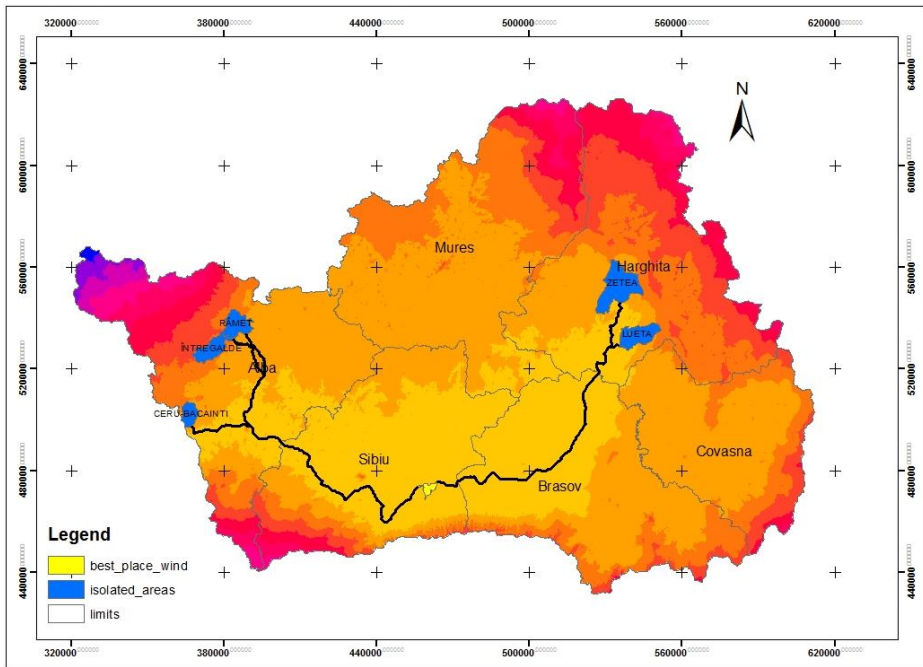 320000 380000 440000 500000 560000 620000
640000 640000
N
600000 600000
Mures
560000 560000
Harghita
ZETEA
RÂMET
LUETA
ÎNTREGALDE
520000 520000
Alba
CERU-BACAINTI
Covasna
Sibiu
480000 480000
Brasov
Legend
best_place_wind
isolated_areas
limits
440000 440000
320000 380000 440000 500000 560000 620000